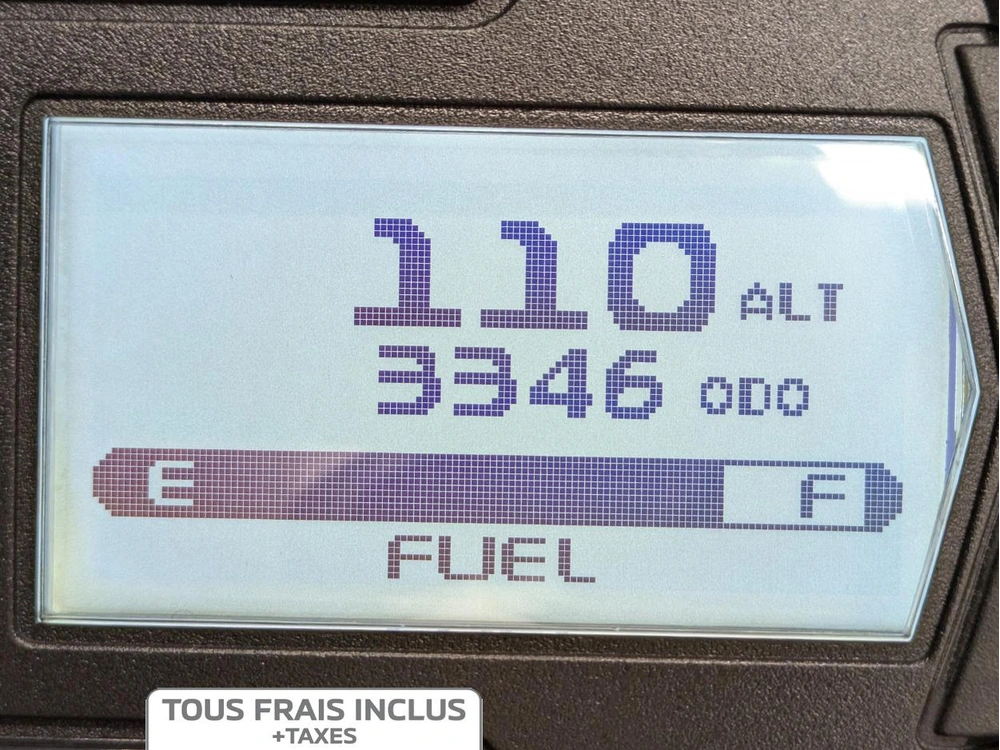 110 ALT
3346 ODO
E F
FUEL
TOUS FRAIS INCLUS
+TAXES